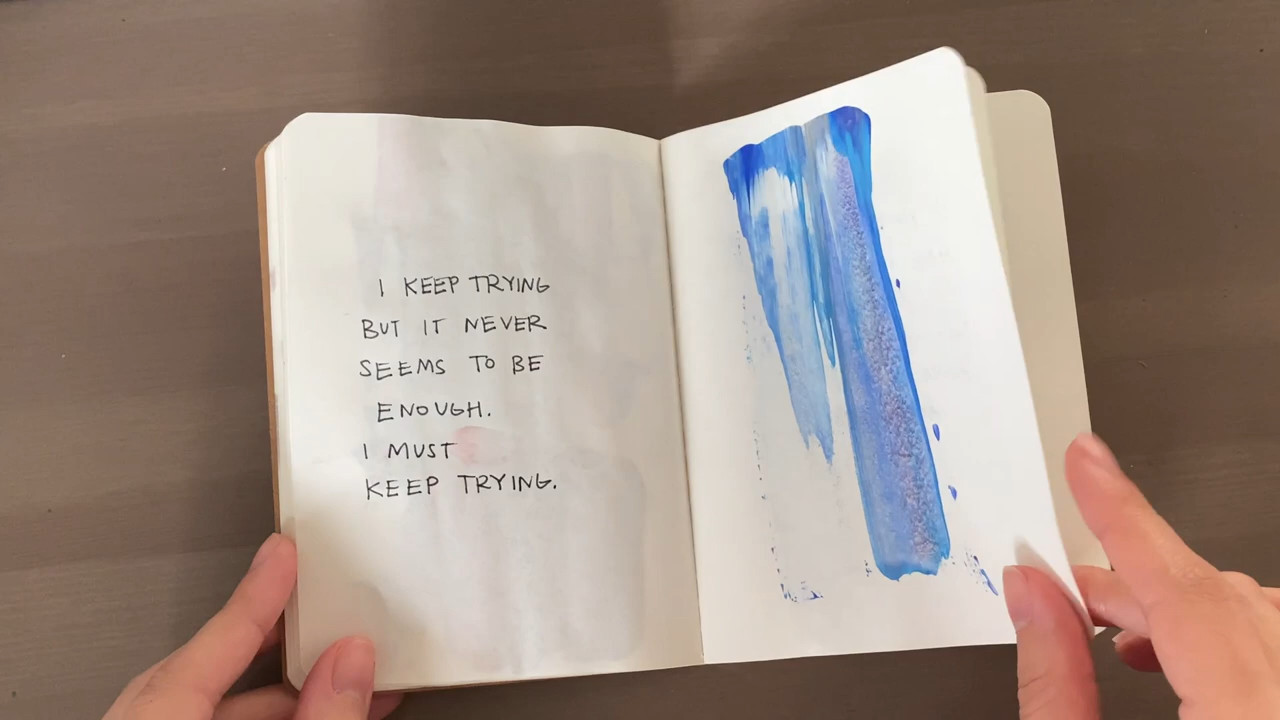 I KEEP TRYING
BUT IT NEVER
SEEMS TO BE
ENOUGH.
I MUST
KEEP TRYING.